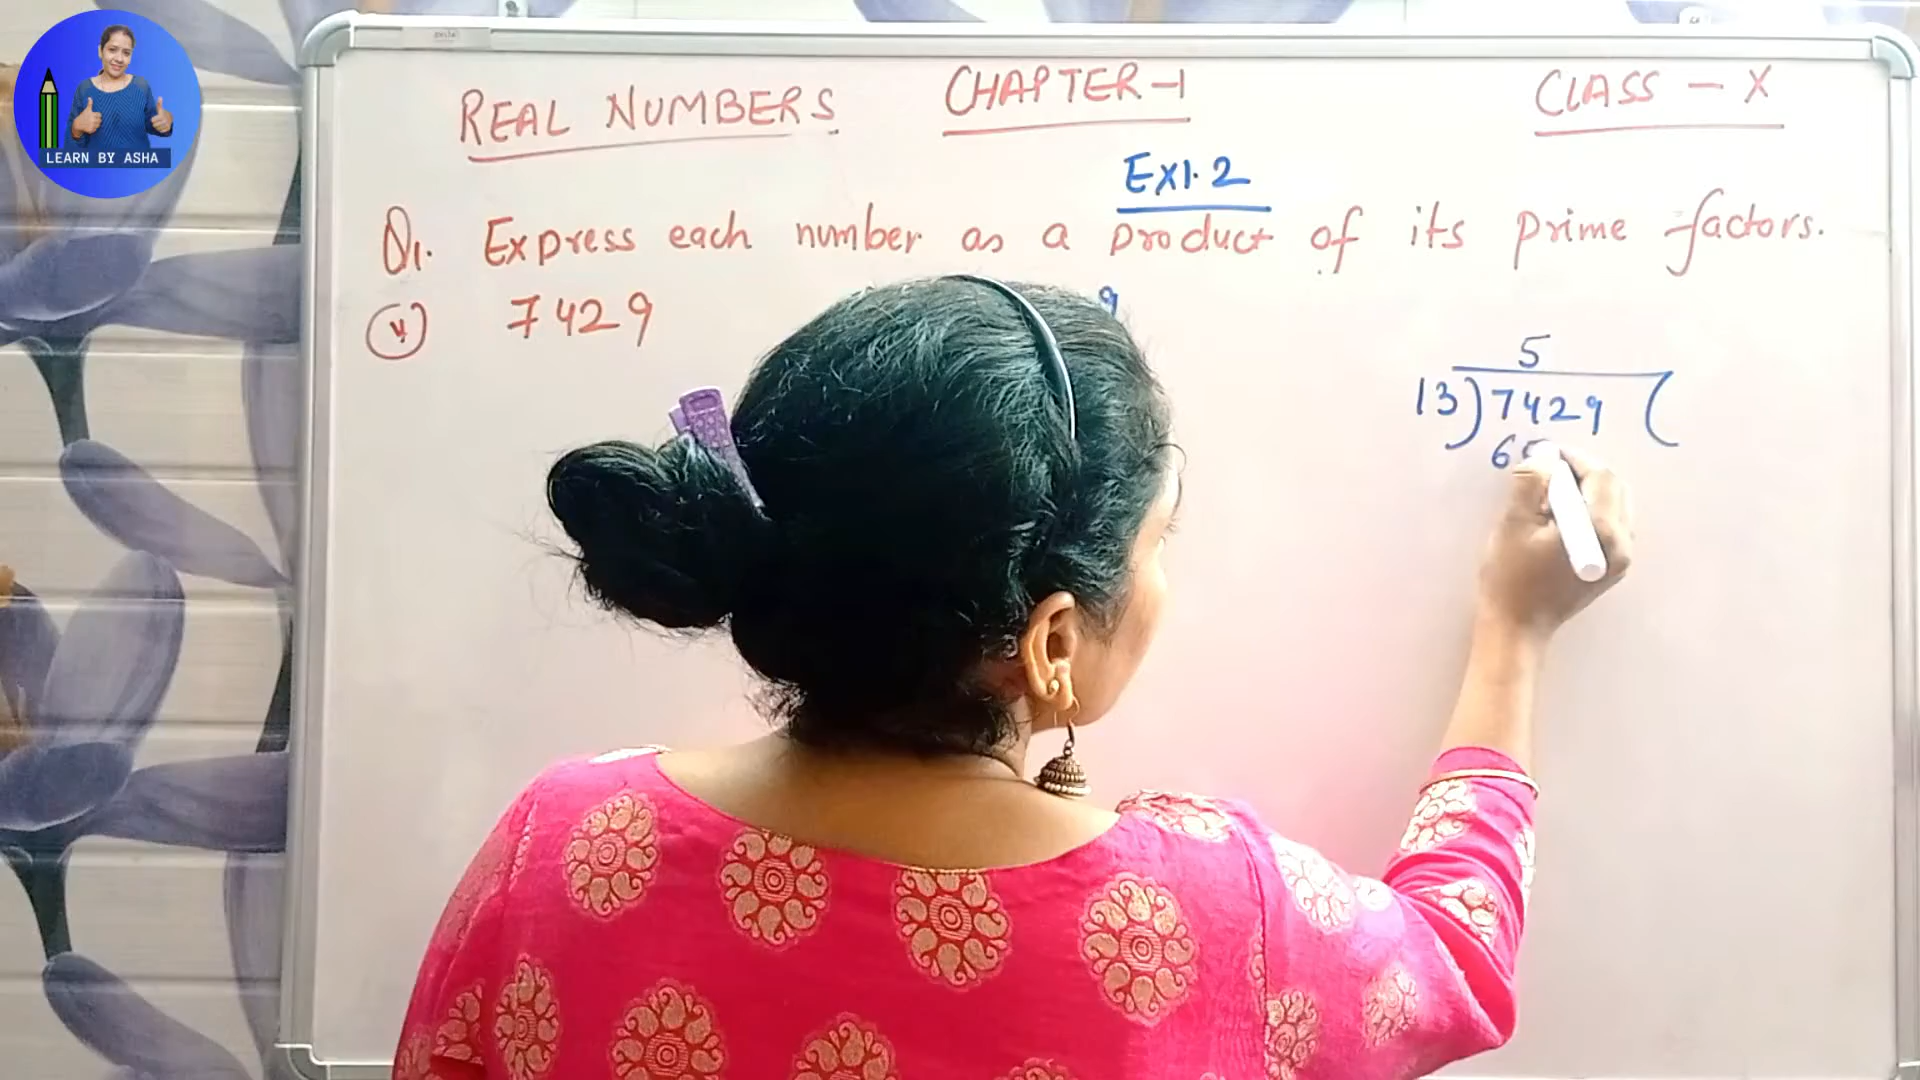 LEARN BY ASHA
REAL NUMBERS CHAPTER-1 CLASS - X
Ex1.2
Q1. Express each number as a product of its prime factors.
(v) 7429
9
5
13)7429(
65